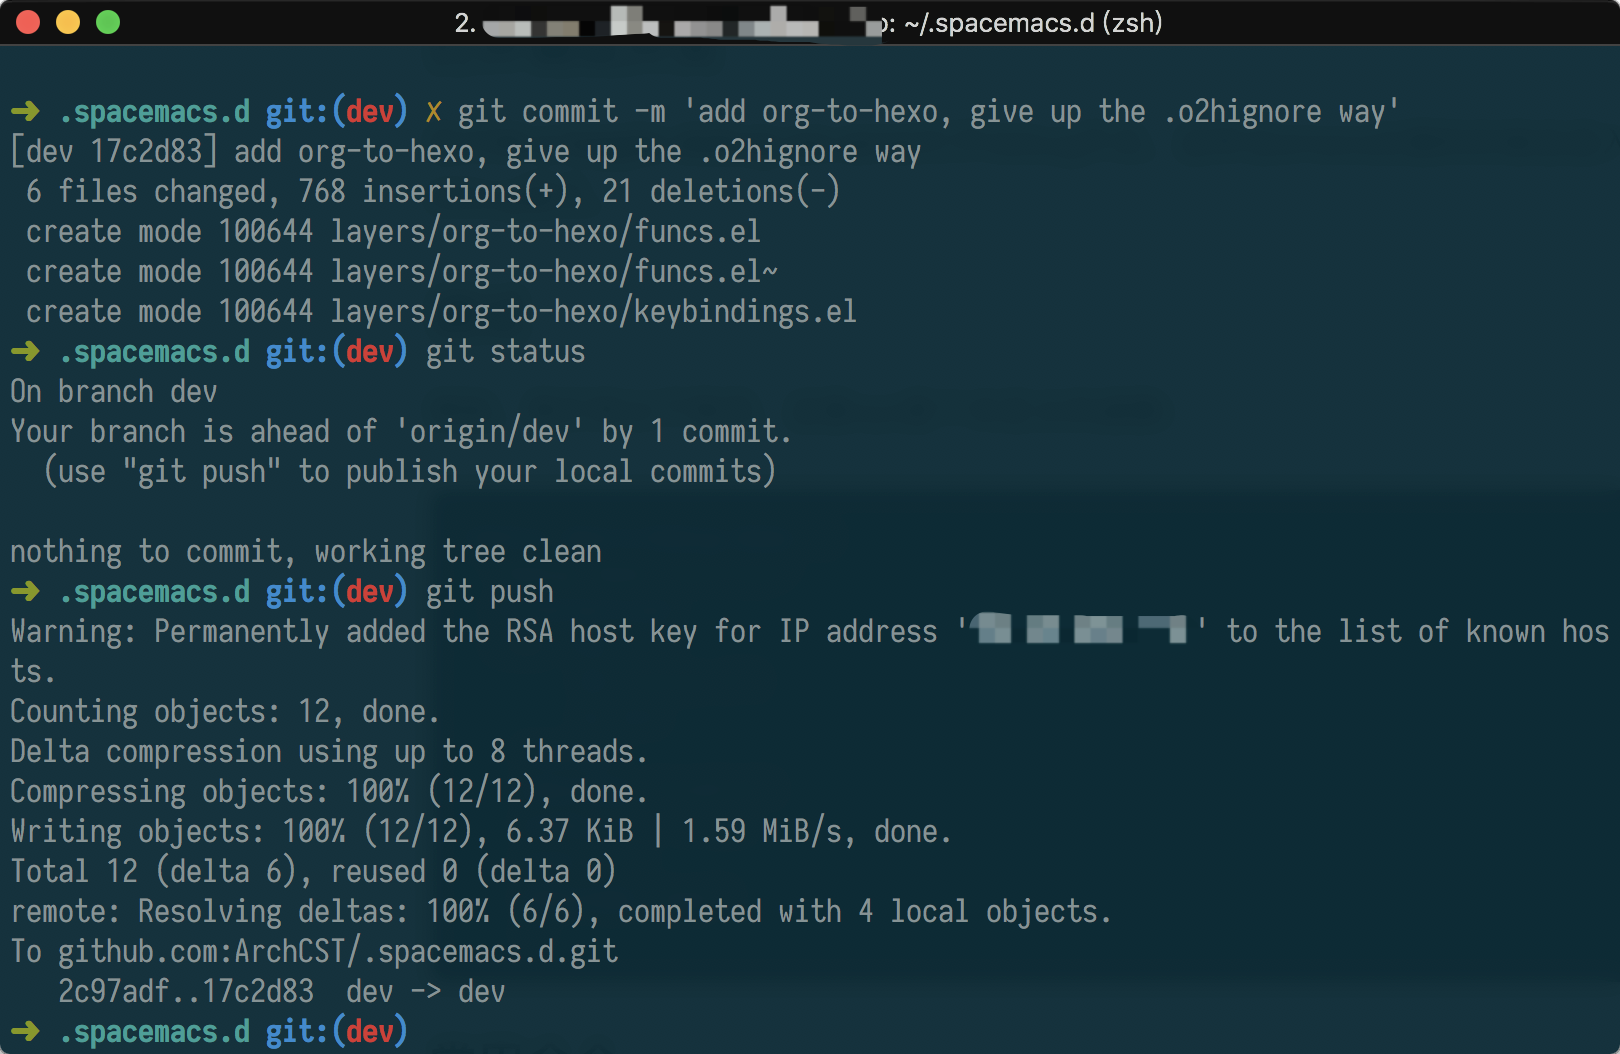 2. : ~/.spacemacs.d (zsh)
➜ .spacemacs.d git:(dev) ✗ git commit -m 'add org-to-hexo, give up the .o2hignore way'
[dev 17c2d83] add org-to-hexo, give up the .o2hignore way
6 files changed, 768 insertions(+), 21 deletions(-)
create mode 100644 layers/org-to-hexo/funcs.el
create mode 100644 layers/org-to-hexo/funcs.el~
create mode 100644 layers/org-to-hexo/keybindings.el
➜ .spacemacs.d git:(dev) git status
On branch dev
Your branch is ahead of 'origin/dev' by 1 commit.
(use "git push" to publish your local commits)
nothing to commit, working tree clean
➜ .spacemacs.d git:(dev) git push
Warning: Permanently added the RSA host key for IP address ' ' to the list of known hos
ts.
Counting objects: 12, done.
Delta compression using up to 8 threads.
Compressing objects: 100% (12/12), done.
Writing objects: 100% (12/12), 6.37 KiB | 1.59 MiB/s, done.
Total 12 (delta 6), reused 0 (delta 0)
remote: Resolving deltas: 100% (6/6), completed with 4 local objects.
To github.com:ArchCST/.spacemacs.d.git
2c97adf..17c2d83 dev -> dev
➜ .spacemacs.d git:(dev)